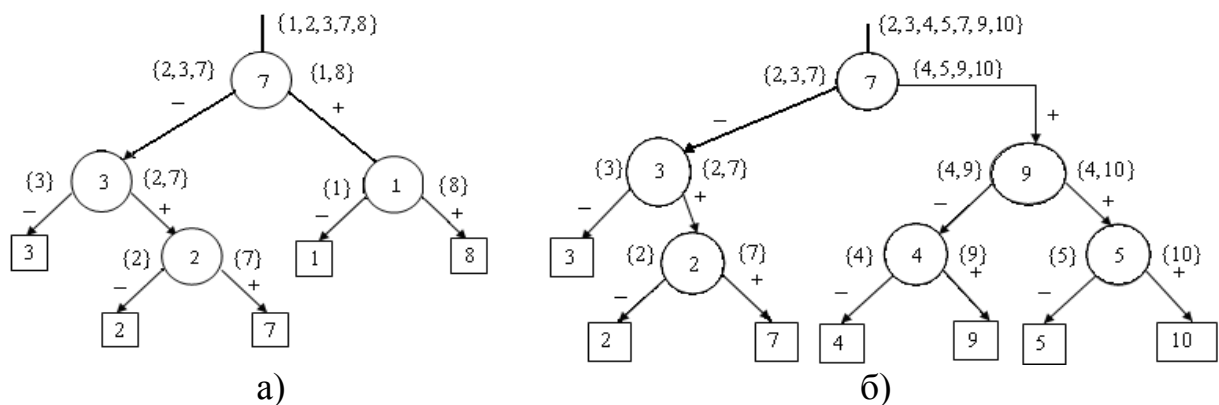 {1,2,3,7,8}
{2,3,7} 7 {1,8}
– +
{3} 3 {2,7} {1} 1 {8}
– + – +
3 {2} 2 {7} 1 8
– +
2 7
а)
{2,3,4,5,7,9,10}
{2,3,7} 7 {4,5,9,10}
– +
{3} 3 {2,7} {4,9} 9 {4,10}
– + – +
3 {2} 2 {7} {4} 4 {9} {5} 5 {10}
– + – + – +
2 7 4 9 5 10
б)